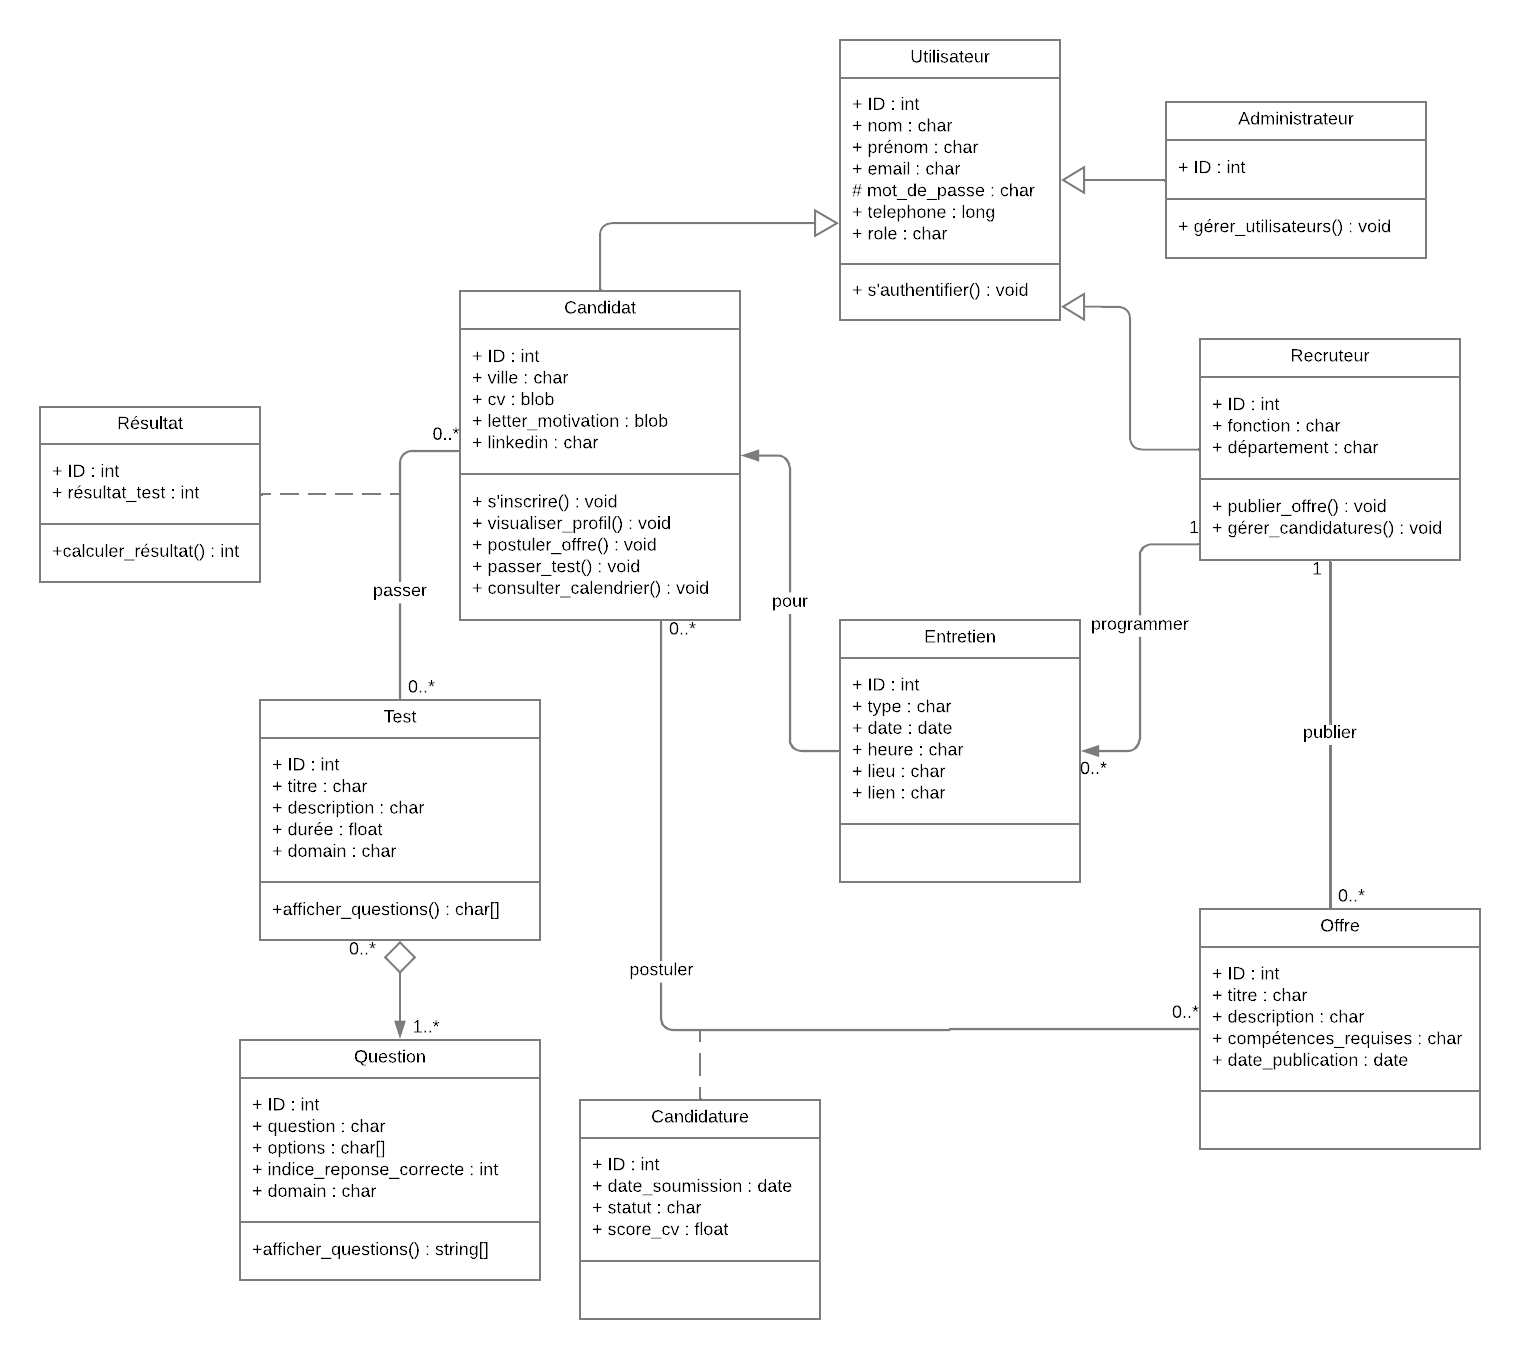 Utilisateur
+ ID : int
+ nom : char
+ prénom : char
+ email : char
# mot_de_passe : char
+ telephone : long
+ role : char
+ s'authentifier() : void
Administrateur
+ ID : int
+ gérer_utilisateurs() : void
Candidat
+ ID : int
+ ville : char
+ cv : blob
+ letter_motivation : blob
+ linkedin : char
+ s'inscrire() : void
+ visualiser_profil() : void
+ postuler_offre() : void
+ passer_test() : void
+ consulter_calendrier() : void
Recruteur
+ ID : int
+ fonction : char
+ département : char
+ publier_offre() : void
+ gérer_candidatures() : void
Résultat
+ ID : int
+ résultat_test : int
+calculer_résultat() : int
0..*
passer
0..*
0..*
pour
1
programmer
0..*
1
publier
0..*
Entretien
+ ID : int
+ type : char
+ date : date
+ heure : char
+ lieu : char
+ lien : char
Test
+ ID : int
+ titre : char
+ description : char
+ durée : float
+ domain : char
+afficher_questions() : char[]
0..*
1..*
postuler
0..*
Offre
+ ID : int
+ titre : char
+ description : char
+ compétences_requises : char
+ date_publication : date
Question
+ ID : int
+ question : char
+ options : char[]
+ indice_reponse_correcte : int
+ domain : char
+afficher_questions() : string[]
Candidature
+ ID : int
+ date_soumission : date
+ statut : char
+ score_cv : float